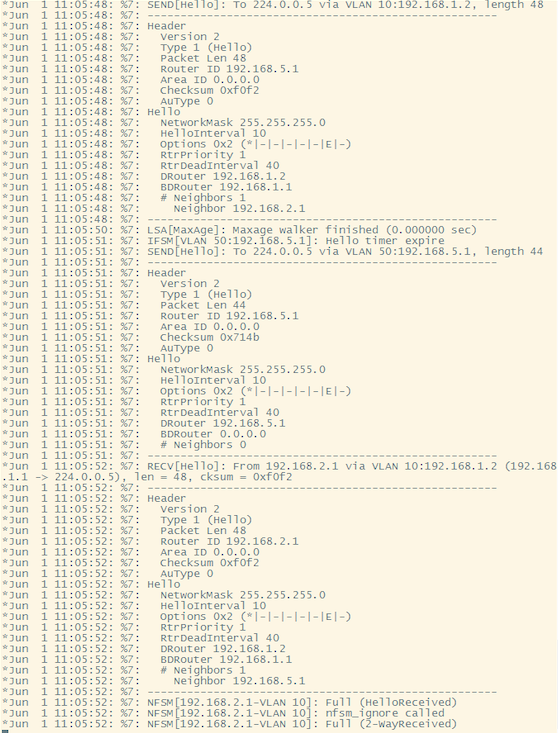 *Jun  1 11:05:48: %7: SEND[Hello]: To 224.0.0.5 via VLAN 10:192.168.1.2, length 48
*Jun  1 11:05:48: %7: -----------------------------------------------------
*Jun  1 11:05:48: %7: Header
*Jun  1 11:05:48: %7:   Version 2
*Jun  1 11:05:48: %7:   Type 1 (Hello)
*Jun  1 11:05:48: %7:   Packet Len 48
*Jun  1 11:05:48: %7:   Router ID 192.168.5.1
*Jun  1 11:05:48: %7:   Area ID 0.0.0.0
*Jun  1 11:05:48: %7:   Checksum 0xf0f2
*Jun  1 11:05:48: %7:   AuType 0
*Jun  1 11:05:48: %7: Hello
*Jun  1 11:05:48: %7:   NetworkMask 255.255.255.0
*Jun  1 11:05:48: %7:   HelloInterval 10
*Jun  1 11:05:48: %7:   Options 0x2 (*|-|-|-|-|-|E|-)
*Jun  1 11:05:48: %7:   RtrPriority 1
*Jun  1 11:05:48: %7:   RtrDeadInterval 40
*Jun  1 11:05:48: %7:   DRouter 192.168.1.2
*Jun  1 11:05:48: %7:   BDRouter 192.168.1.1
*Jun  1 11:05:48: %7:   # Neighbors 1
*Jun  1 11:05:48: %7:     Neighbor 192.168.2.1
*Jun  1 11:05:48: %7: -----------------------------------------------------
*Jun  1 11:05:50: %7: LSA[MaxAge]: Maxage walker finished (0.000000 sec)
*Jun  1 11:05:51: %7: IFSM[VLAN 50:192.168.5.1]: Hello timer expire
*Jun  1 11:05:51: %7: SEND[Hello]: To 224.0.0.5 via VLAN 50:192.168.5.1, length 44
*Jun  1 11:05:51: %7: -----------------------------------------------------
*Jun  1 11:05:51: %7: Header
*Jun  1 11:05:51: %7:   Version 2
*Jun  1 11:05:51: %7:   Type 1 (Hello)
*Jun  1 11:05:51: %7:   Packet Len 44
*Jun  1 11:05:51: %7:   Router ID 192.168.5.1
*Jun  1 11:05:51: %7:   Area ID 0.0.0.0
*Jun  1 11:05:51: %7:   Checksum 0x714b
*Jun  1 11:05:51: %7:   AuType 0
*Jun  1 11:05:51: %7: Hello
*Jun  1 11:05:51: %7:   NetworkMask 255.255.255.0
*Jun  1 11:05:51: %7:   HelloInterval 10
*Jun  1 11:05:51: %7:   Options 0x2 (*|-|-|-|-|-|E|-)
*Jun  1 11:05:51: %7:   RtrPriority 1
*Jun  1 11:05:51: %7:   RtrDeadInterval 40
*Jun  1 11:05:51: %7:   DRouter 192.168.5.1
*Jun  1 11:05:51: %7:   BDRouter 0.0.0.0
*Jun  1 11:05:51: %7:   # Neighbors 0
*Jun  1 11:05:51: %7: -----------------------------------------------------
*Jun  1 11:05:52: %7: RECV[Hello]: From 192.168.2.1 via VLAN 10:192.168.1.2 (192.168
.1.1 -> 224.0.0.5), len = 48, cksum = 0xf0f2
*Jun  1 11:05:52: %7: -----------------------------------------------------
*Jun  1 11:05:52: %7: Header
*Jun  1 11:05:52: %7:   Version 2
*Jun  1 11:05:52: %7:   Type 1 (Hello)
*Jun  1 11:05:52: %7:   Packet Len 48
*Jun  1 11:05:52: %7:   Router ID 192.168.2.1
*Jun  1 11:05:52: %7:   Area ID 0.0.0.0
*Jun  1 11:05:52: %7:   Checksum 0xf0f2
*Jun  1 11:05:52: %7:   AuType 0
*Jun  1 11:05:52: %7: Hello
*Jun  1 11:05:52: %7:   NetworkMask 255.255.255.0
*Jun  1 11:05:52: %7:   HelloInterval 10
*Jun  1 11:05:52: %7:   Options 0x2 (*|-|-|-|-|-|E|-)
*Jun  1 11:05:52: %7:   RtrPriority 1
*Jun  1 11:05:52: %7:   RtrDeadInterval 40
*Jun  1 11:05:52: %7:   DRouter 192.168.1.2
*Jun  1 11:05:52: %7:   BDRouter 192.168.1.1
*Jun  1 11:05:52: %7:   # Neighbors 1
*Jun  1 11:05:52: %7:     Neighbor 192.168.5.1
*Jun  1 11:05:52: %7: -----------------------------------------------------
*Jun  1 11:05:52: %7: NFSM[192.168.2.1-VLAN 10]: Full (HelloReceived)
*Jun  1 11:05:52: %7: NFSM[192.168.2.1-VLAN 10]: nfsm_ignore called
*Jun  1 11:05:52: %7: NFSM[192.168.2.1-VLAN 10]: Full (2-WayReceived)